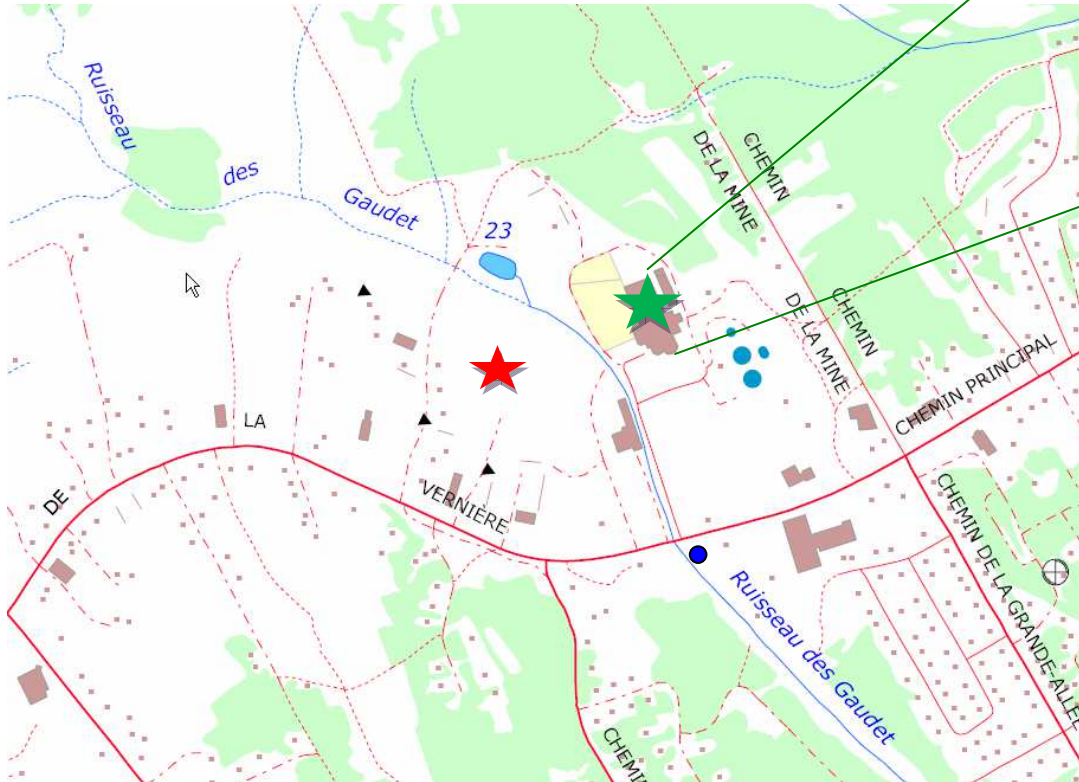 Ruisseau
des
Gaudet
23
CHEMIN
DE LA MINE
CHEMIN
DE LA MINE
CHEMIN PRINCIPAL
LA
DE
VERNIÈRE
CHEMIN DE LA GRANDE-ALLÉE
Ruisseau des Gaudet
CHEMIN